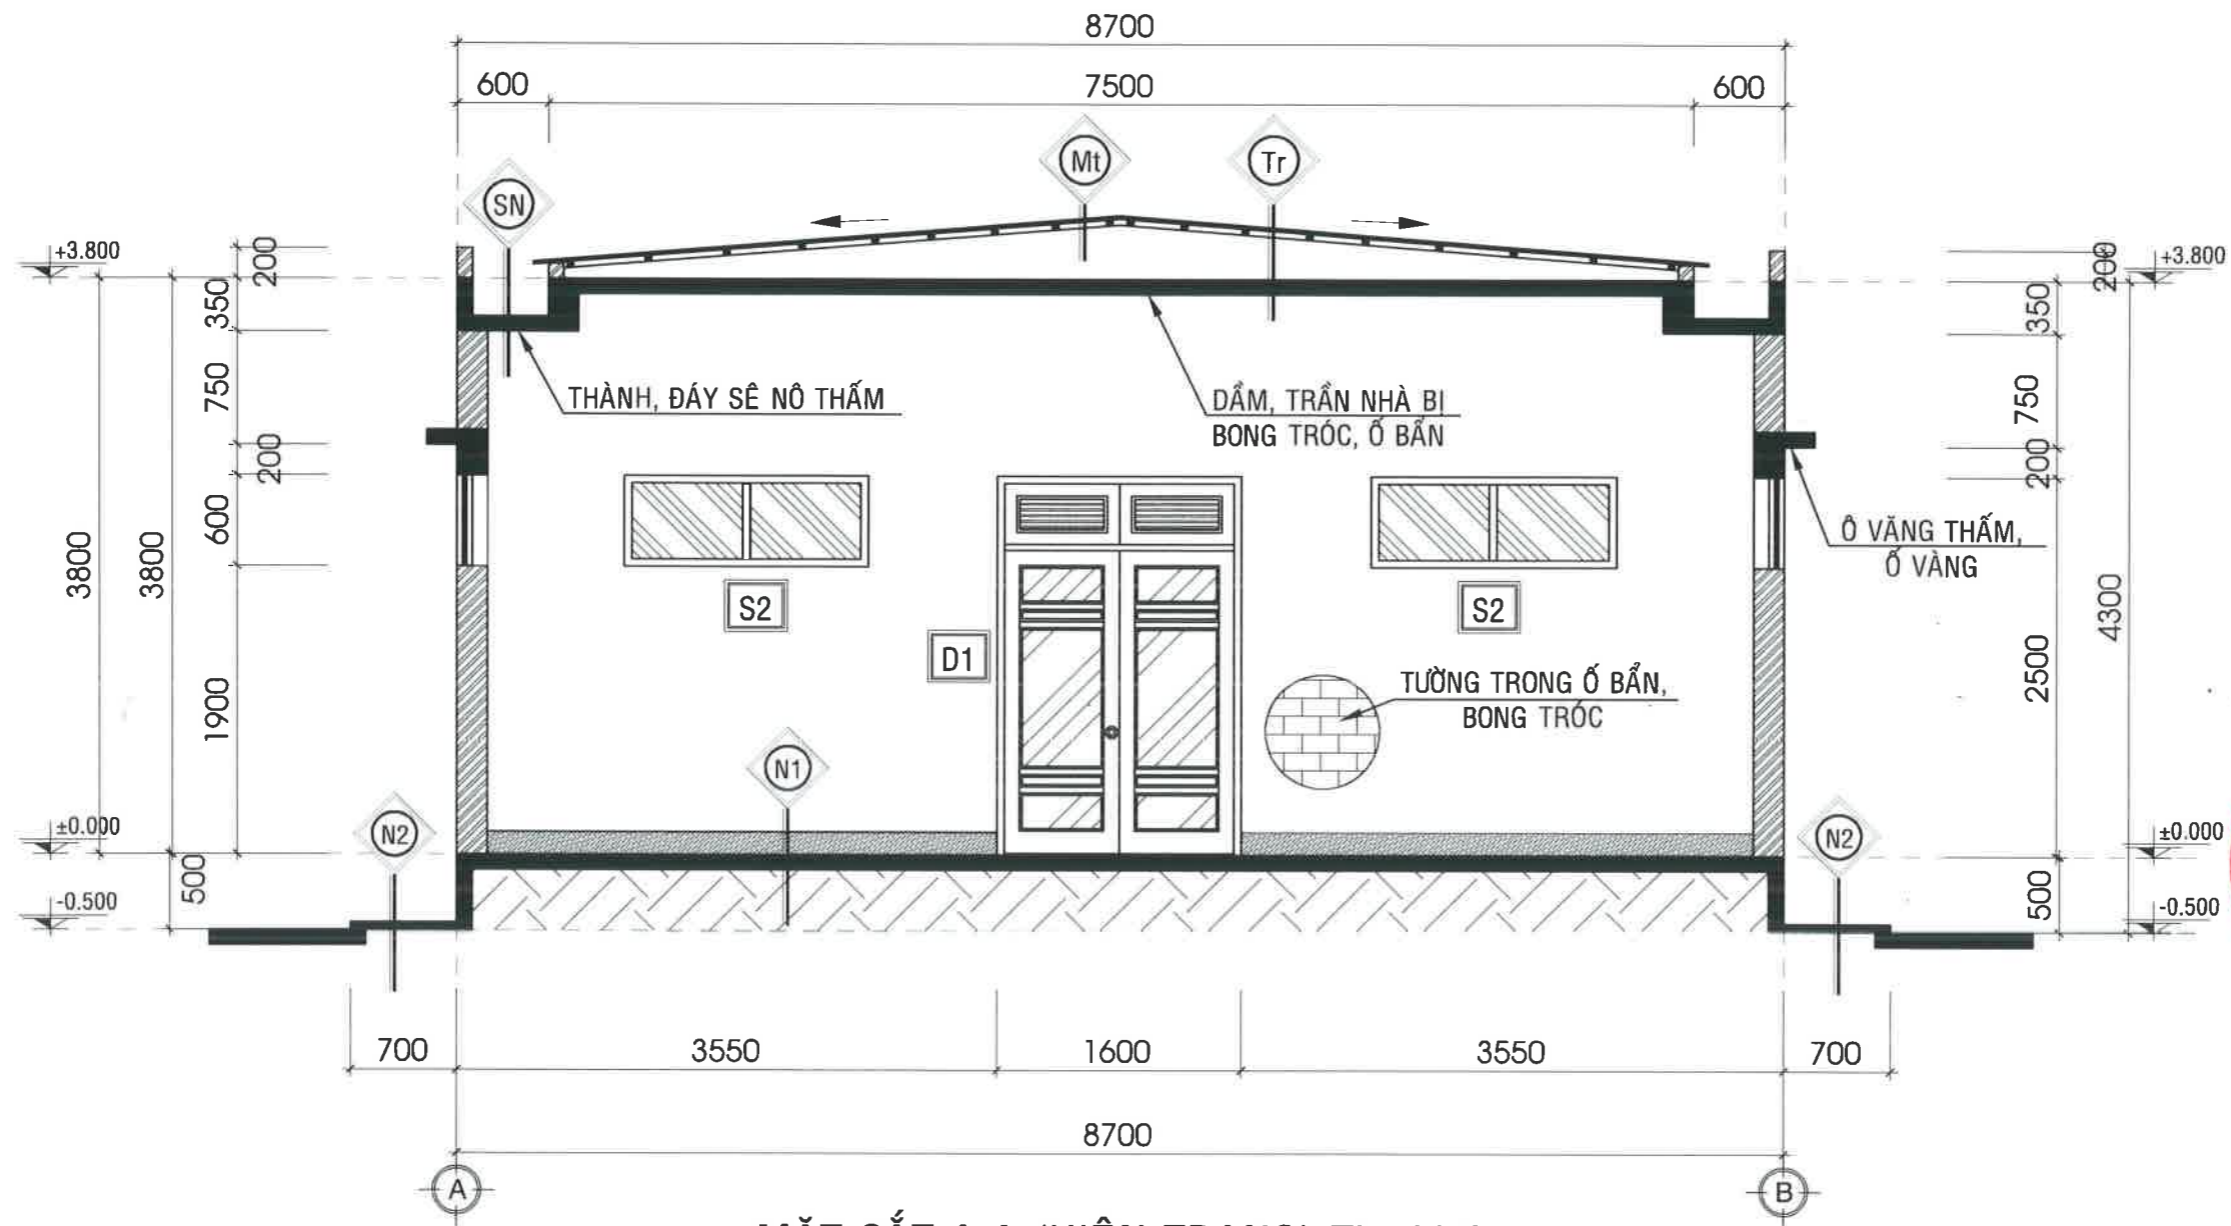 8700
600 7500 600
SN Mt Tr
+3.800 200 200 +3.800
350 350
THÀNH, ĐÁY SÊ NÔ THẤM
DẦM, TRẦN NHÀ BỊ
BONG TRÓC, Ố BẨN
750 750
200 200
Ô VĂNG THẤM,
Ố VÀNG
3800 3800 600
S2 S2
4300
D1
2500
1900
TƯỜNG TRONG Ố BẨN,
BONG TRÓC
N1
±0.000 N2 N2 ±0.000
500 500
-0.500 -0.500
700 3550 1600 3550 700
8700
A B